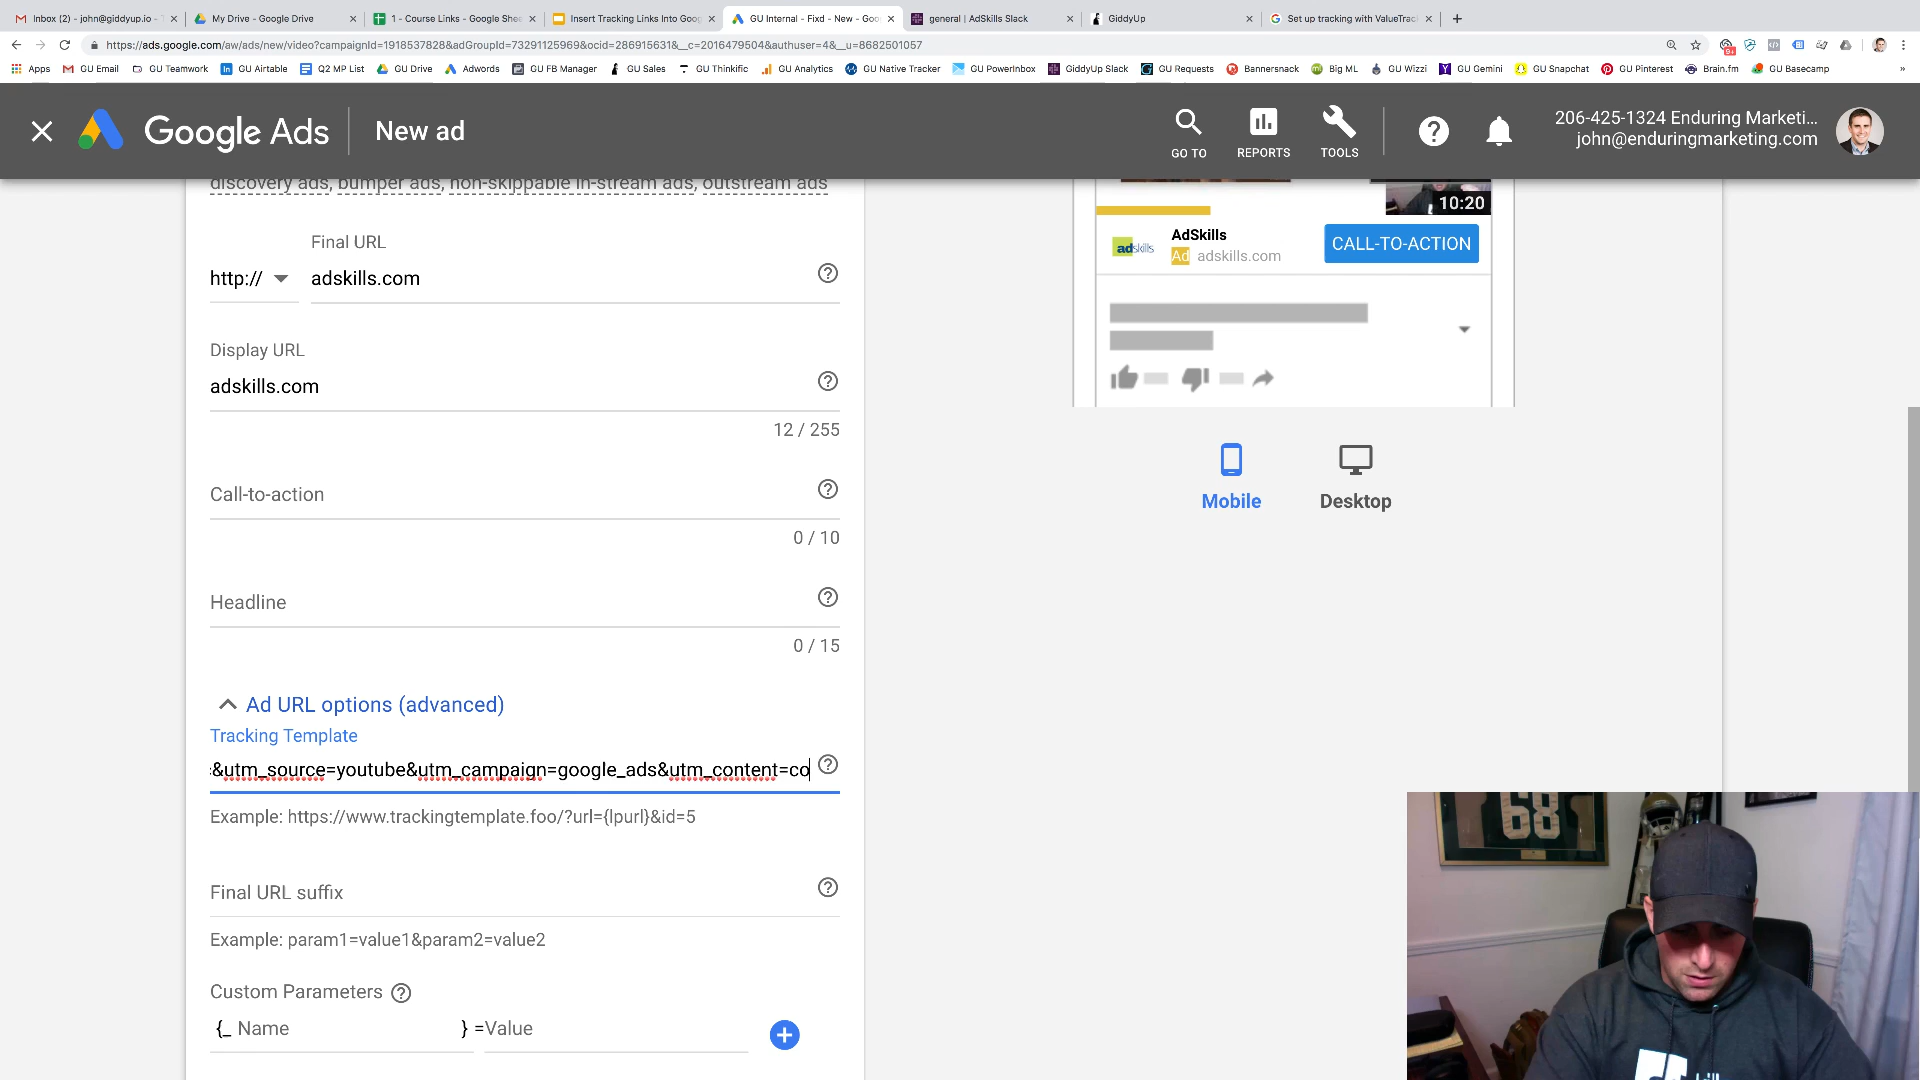 Inbox (2) - john@giddyup.io -
My Drive - Google Drive
1 - Course Links - Google Shee
Insert Tracking Links Into Goog
GU Internal - Fixd - New - Goo
general | AdSkills Slack
GiddyUp
Set up tracking with ValueTrac
https://ads.google.com/aw/ads/new/video?campaignId=1918537828&adGroupId=73291125969&ocid=286915631&__c=2016479504&authuser=4&__u=8682501057
Apps
GU Email
GU Teamwork
GU Airtable
Q2 MP List
GU Drive
Adwords
GU FB Manager
GU Sales
GU Thinkific
GU Analytics
GU Native Tracker
GU PowerInbox
GiddyUp Slack
GU Requests
Bannersnack
Big ML
GU Wizzi
GU Gemini
GU Snapchat
GU Pinterest
Brain.fm
GU Basecamp
»
Google Ads
New ad
GO TO
REPORTS
TOOLS
206-425-1324 Enduring Marketi...
john@enduringmarketing.com
discovery ads, bumper ads, non-skippable in-stream ads, outstream ads
Final URL
http://
adskills.com
Display URL
adskills.com
12 / 255
Call-to-action
0 / 10
Headline
0 / 15
Ad URL options (advanced)
Tracking Template
&utm_source=youtube&utm_campaign=google_ads&utm_content=co
Example: https://www.trackingtemplate.foo/?url={lpurl}&id=5
Final URL suffix
Example: param1=value1&param2=value2
Custom Parameters
{_ Name } =Value
10:20
adskills
AdSkills
Ad adskills.com
CALL-TO-ACTION
Mobile
Desktop
68